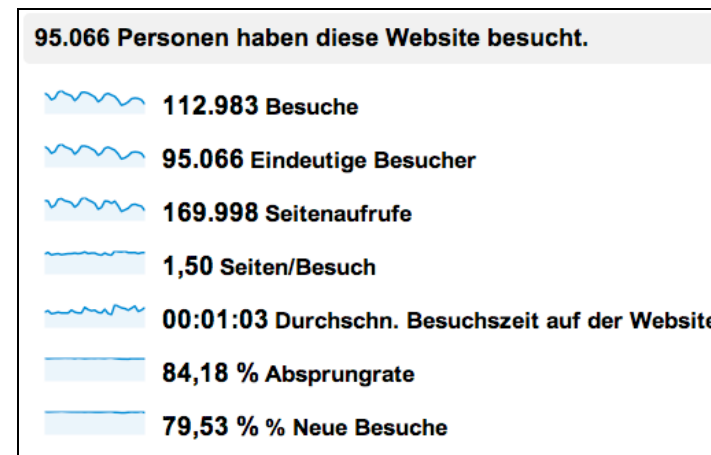 95.066 Personen haben diese Website besucht.
112.983 Besuche
95.066 Eindeutige Besucher
169.998 Seitenaufrufe
1,50 Seiten/Besuch
00:01:03 Durchschn. Besuchszeit auf der Website
84,18 % Absprungrate
79,53 % % Neue Besuche